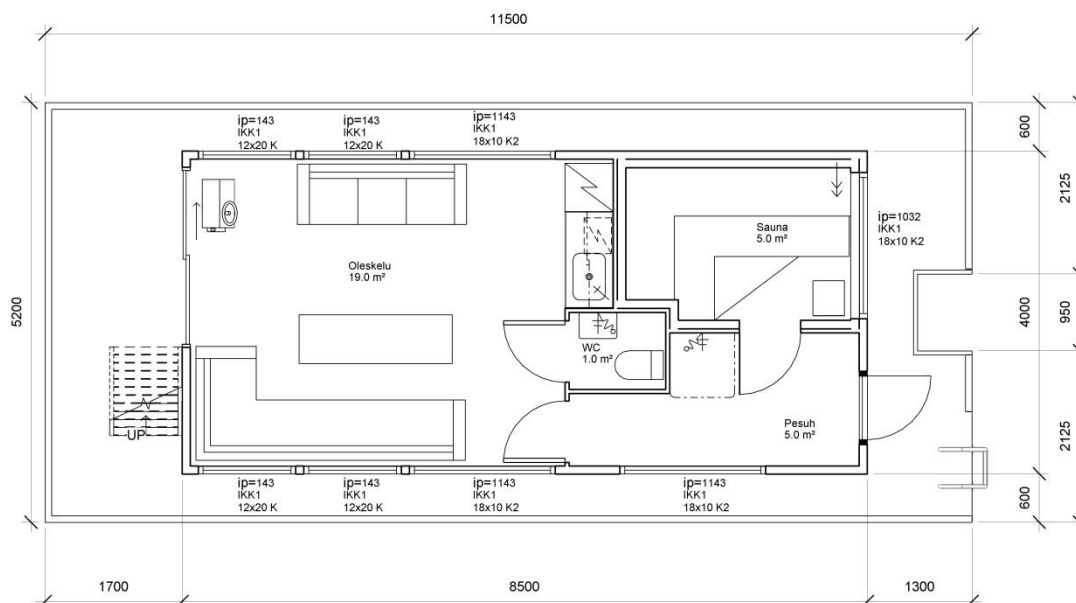 11500
ip=143
IKK1
12x20 K
ip=143
IKK1
12x20 K
ip=1143
IKK1
18x10 K2
600
2125
5200
Oleskelu
19.0 m²
Sauna
5.0 m²
ip=1032
IKK1
18x10 K2
4000
950
WC
1.0 m²
UP
Pesuh
5.0 m²
2125
600
ip=143
IKK1
12x20 K
ip=143
IKK1
12x20 K
ip=1143
IKK1
18x10 K2
ip=1143
IKK1
18x10 K2
1700
8500
1300